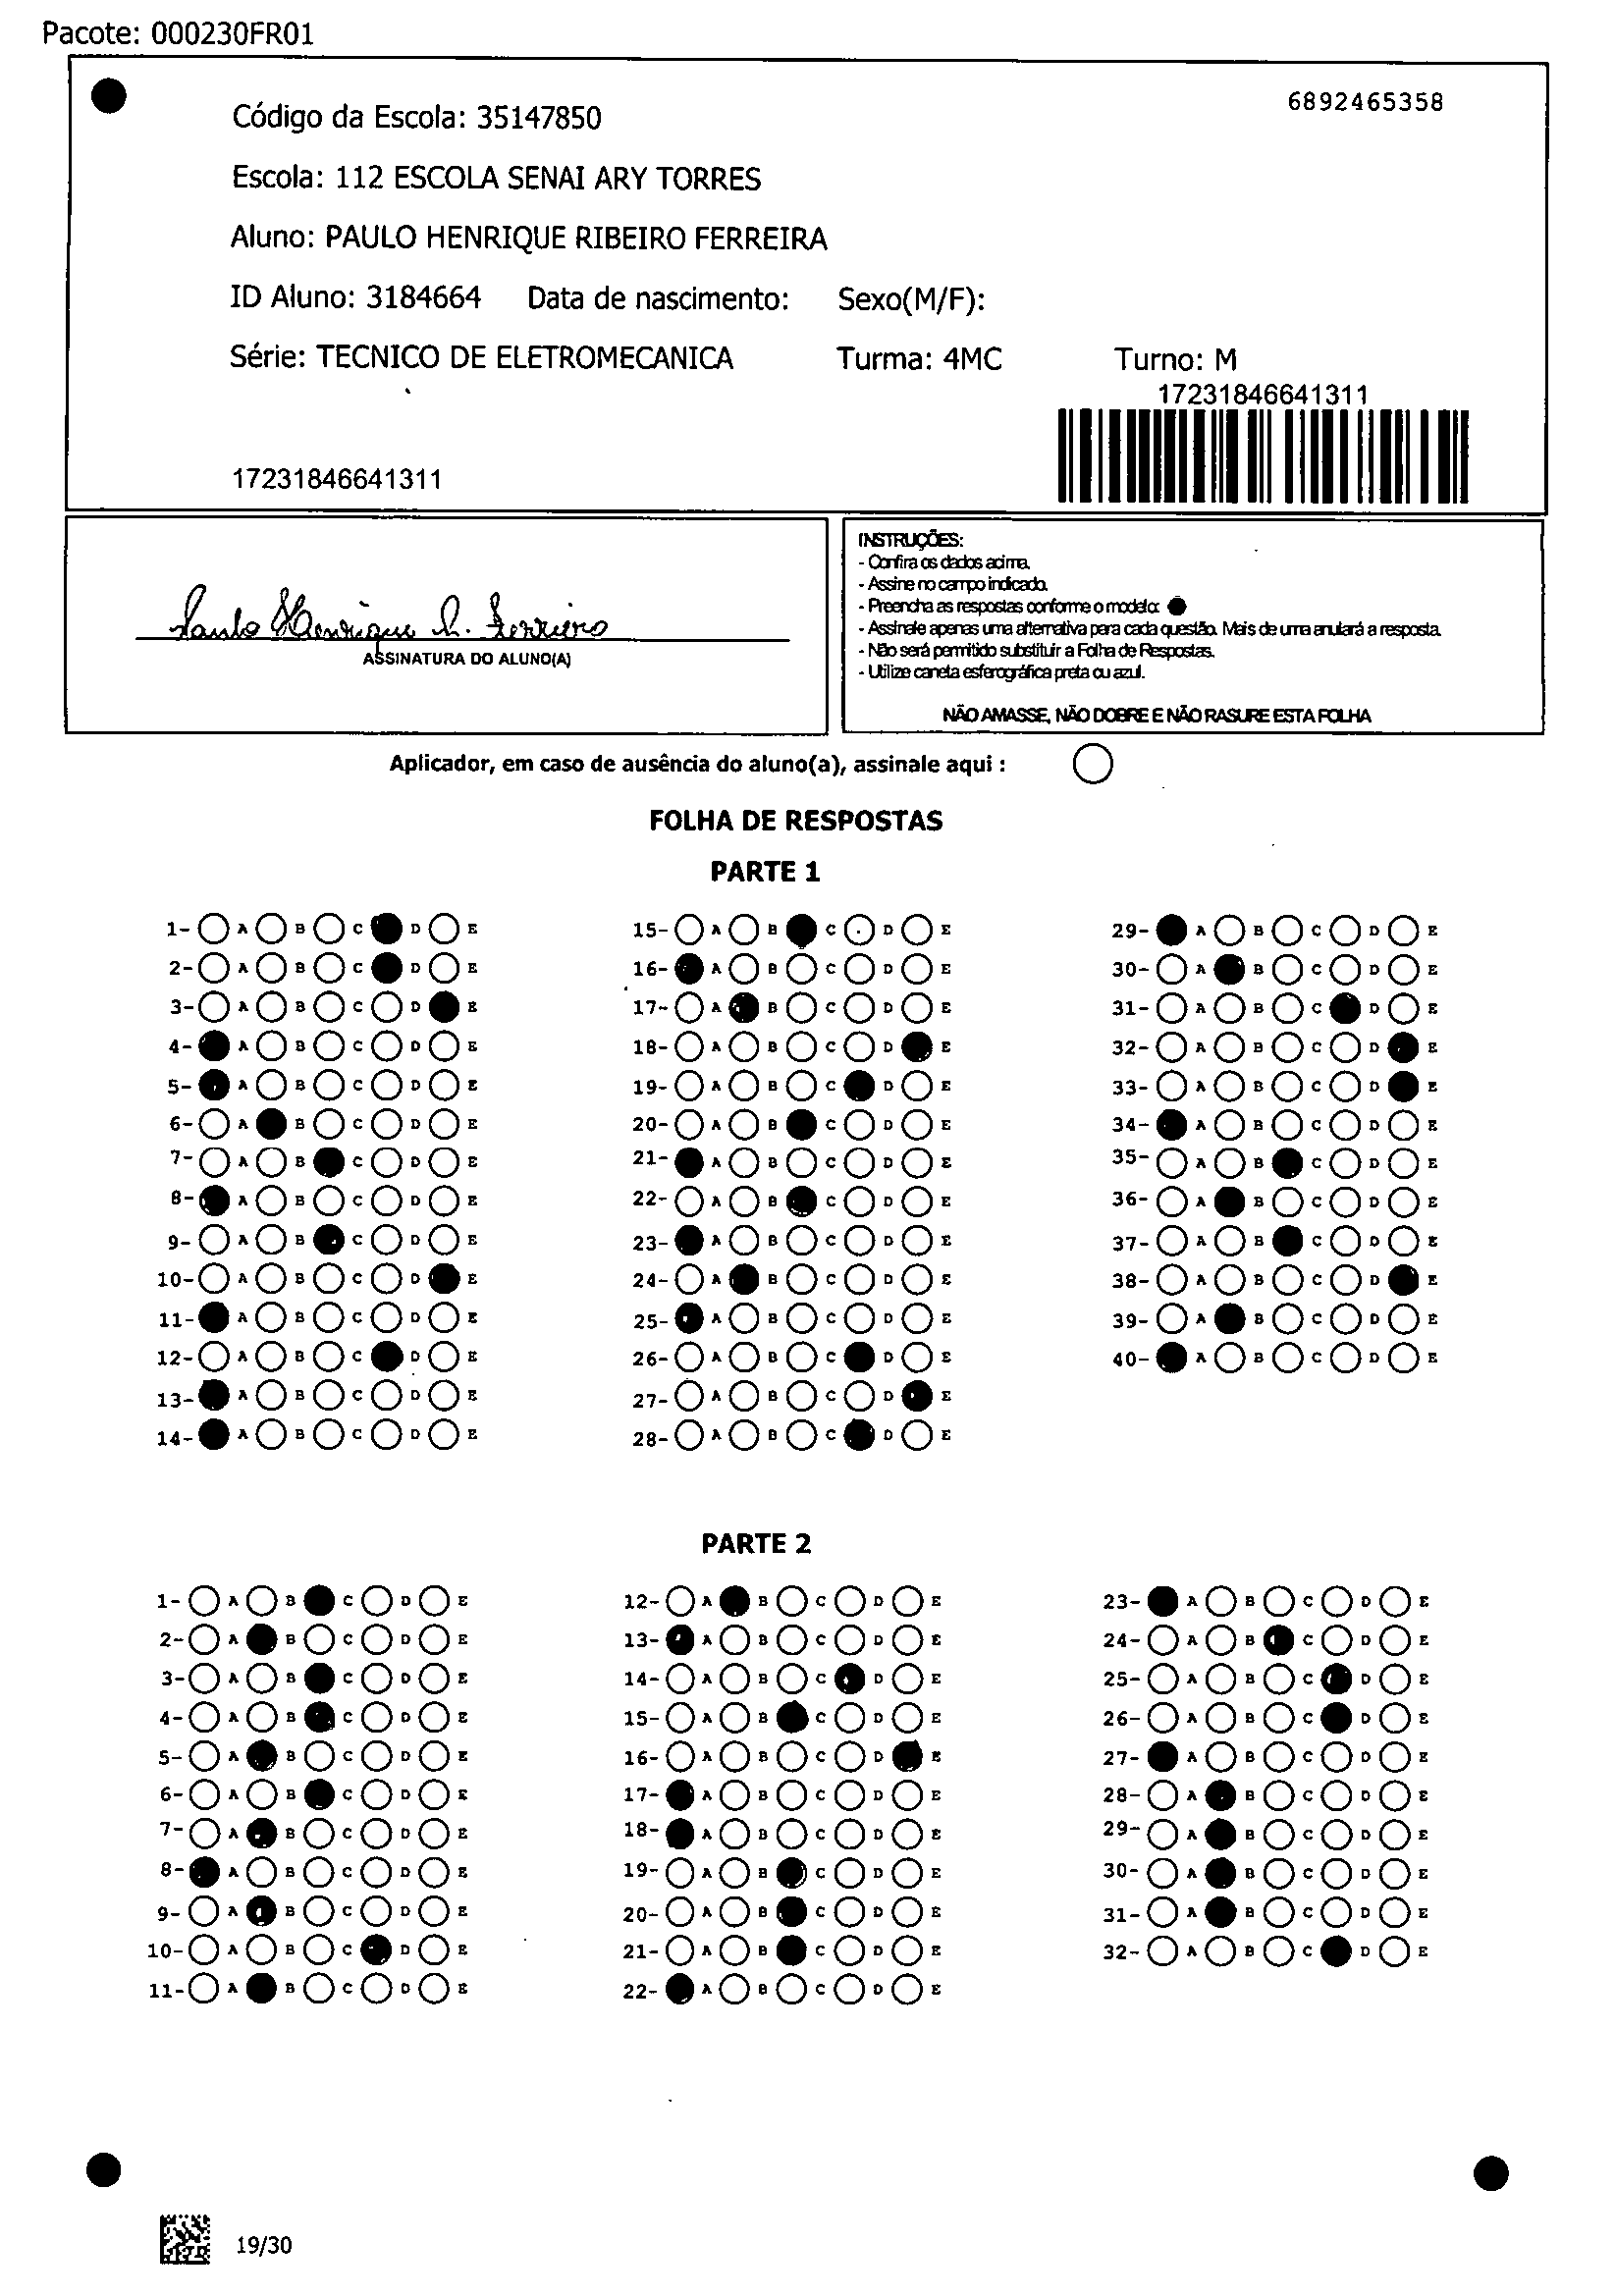 Pacote: 000230FR01
6892465358
Código da Escola: 35147850
Escola: 112 ESCOLA SENAI ARY TORRES
Aluno: PAULO HENRIQUE RIBEIRO FERREIRA
ID Aluno: 3184664 Data de nascimento: Sexo(M/F):
Série: TECNICO DE ELETROMECANICA Turma: 4MC Turno: M
17231846641311
17231846641311
Paulo Henrique R. Ferreira
ASSINATURA DO ALUNO(A)
INSTRUÇÕES:
- Confira os dados acima.
- Assine no campo indicado.
- Preencha as respostas conforme o modelo:
- Assinale apenas uma alternativa para cada questão. Mais de uma anulará a resposta.
- Não será permitido substituir a Folha de Respostas.
- Utilize caneta esferográfica preta ou azul.
NÃO AMASSE, NÃO DOBRE E NÃO RASURE ESTA FOLHA
Aplicador, em caso de ausência do aluno(a), assinale aqui :
FOLHA DE RESPOSTAS
PARTE 1
1- A B C D E 15- A B C D E 29- A B C D E
2- A B C D E 16- A B C D E 30- A B C D E
3- A B C D E 17- A B C D E 31- A B C D E
4- A B C D E 18- A B C D E 32- A B C D E
5- A B C D E 19- A B C D E 33- A B C D E
6- A B C D E 20- A B C D E 34- A B C D E
7- A B C D E 21- A B C D E 35- A B C D E
8- A B C D E 22- A B C D E 36- A B C D E
9- A B C D E 23- A B C D E 37- A B C D E
10- A B C D E 24- A B C D E 38- A B C D E
11- A B C D E 25- A B C D E 39- A B C D E
12- A B C D E 26- A B C D E 40- A B C D E
13- A B C D E 27- A B C D E
14- A B C D E 28- A B C D E
PARTE 2
1- A B C D E 12- A B C D E 23- A B C D E
2- A B C D E 13- A B C D E 24- A B C D E
3- A B C D E 14- A B C D E 25- A B C D E
4- A B C D E 15- A B C D E 26- A B C D E
5- A B C D E 16- A B C D E 27- A B C D E
6- A B C D E 17- A B C D E 28- A B C D E
7- A B C D E 18- A B C D E 29- A B C D E
8- A B C D E 19- A B C D E 30- A B C D E
9- A B C D E 20- A B C D E 31- A B C D E
10- A B C D E 21- A B C D E 32- A B C D E
11- A B C D E 22- A B C D E
19/30